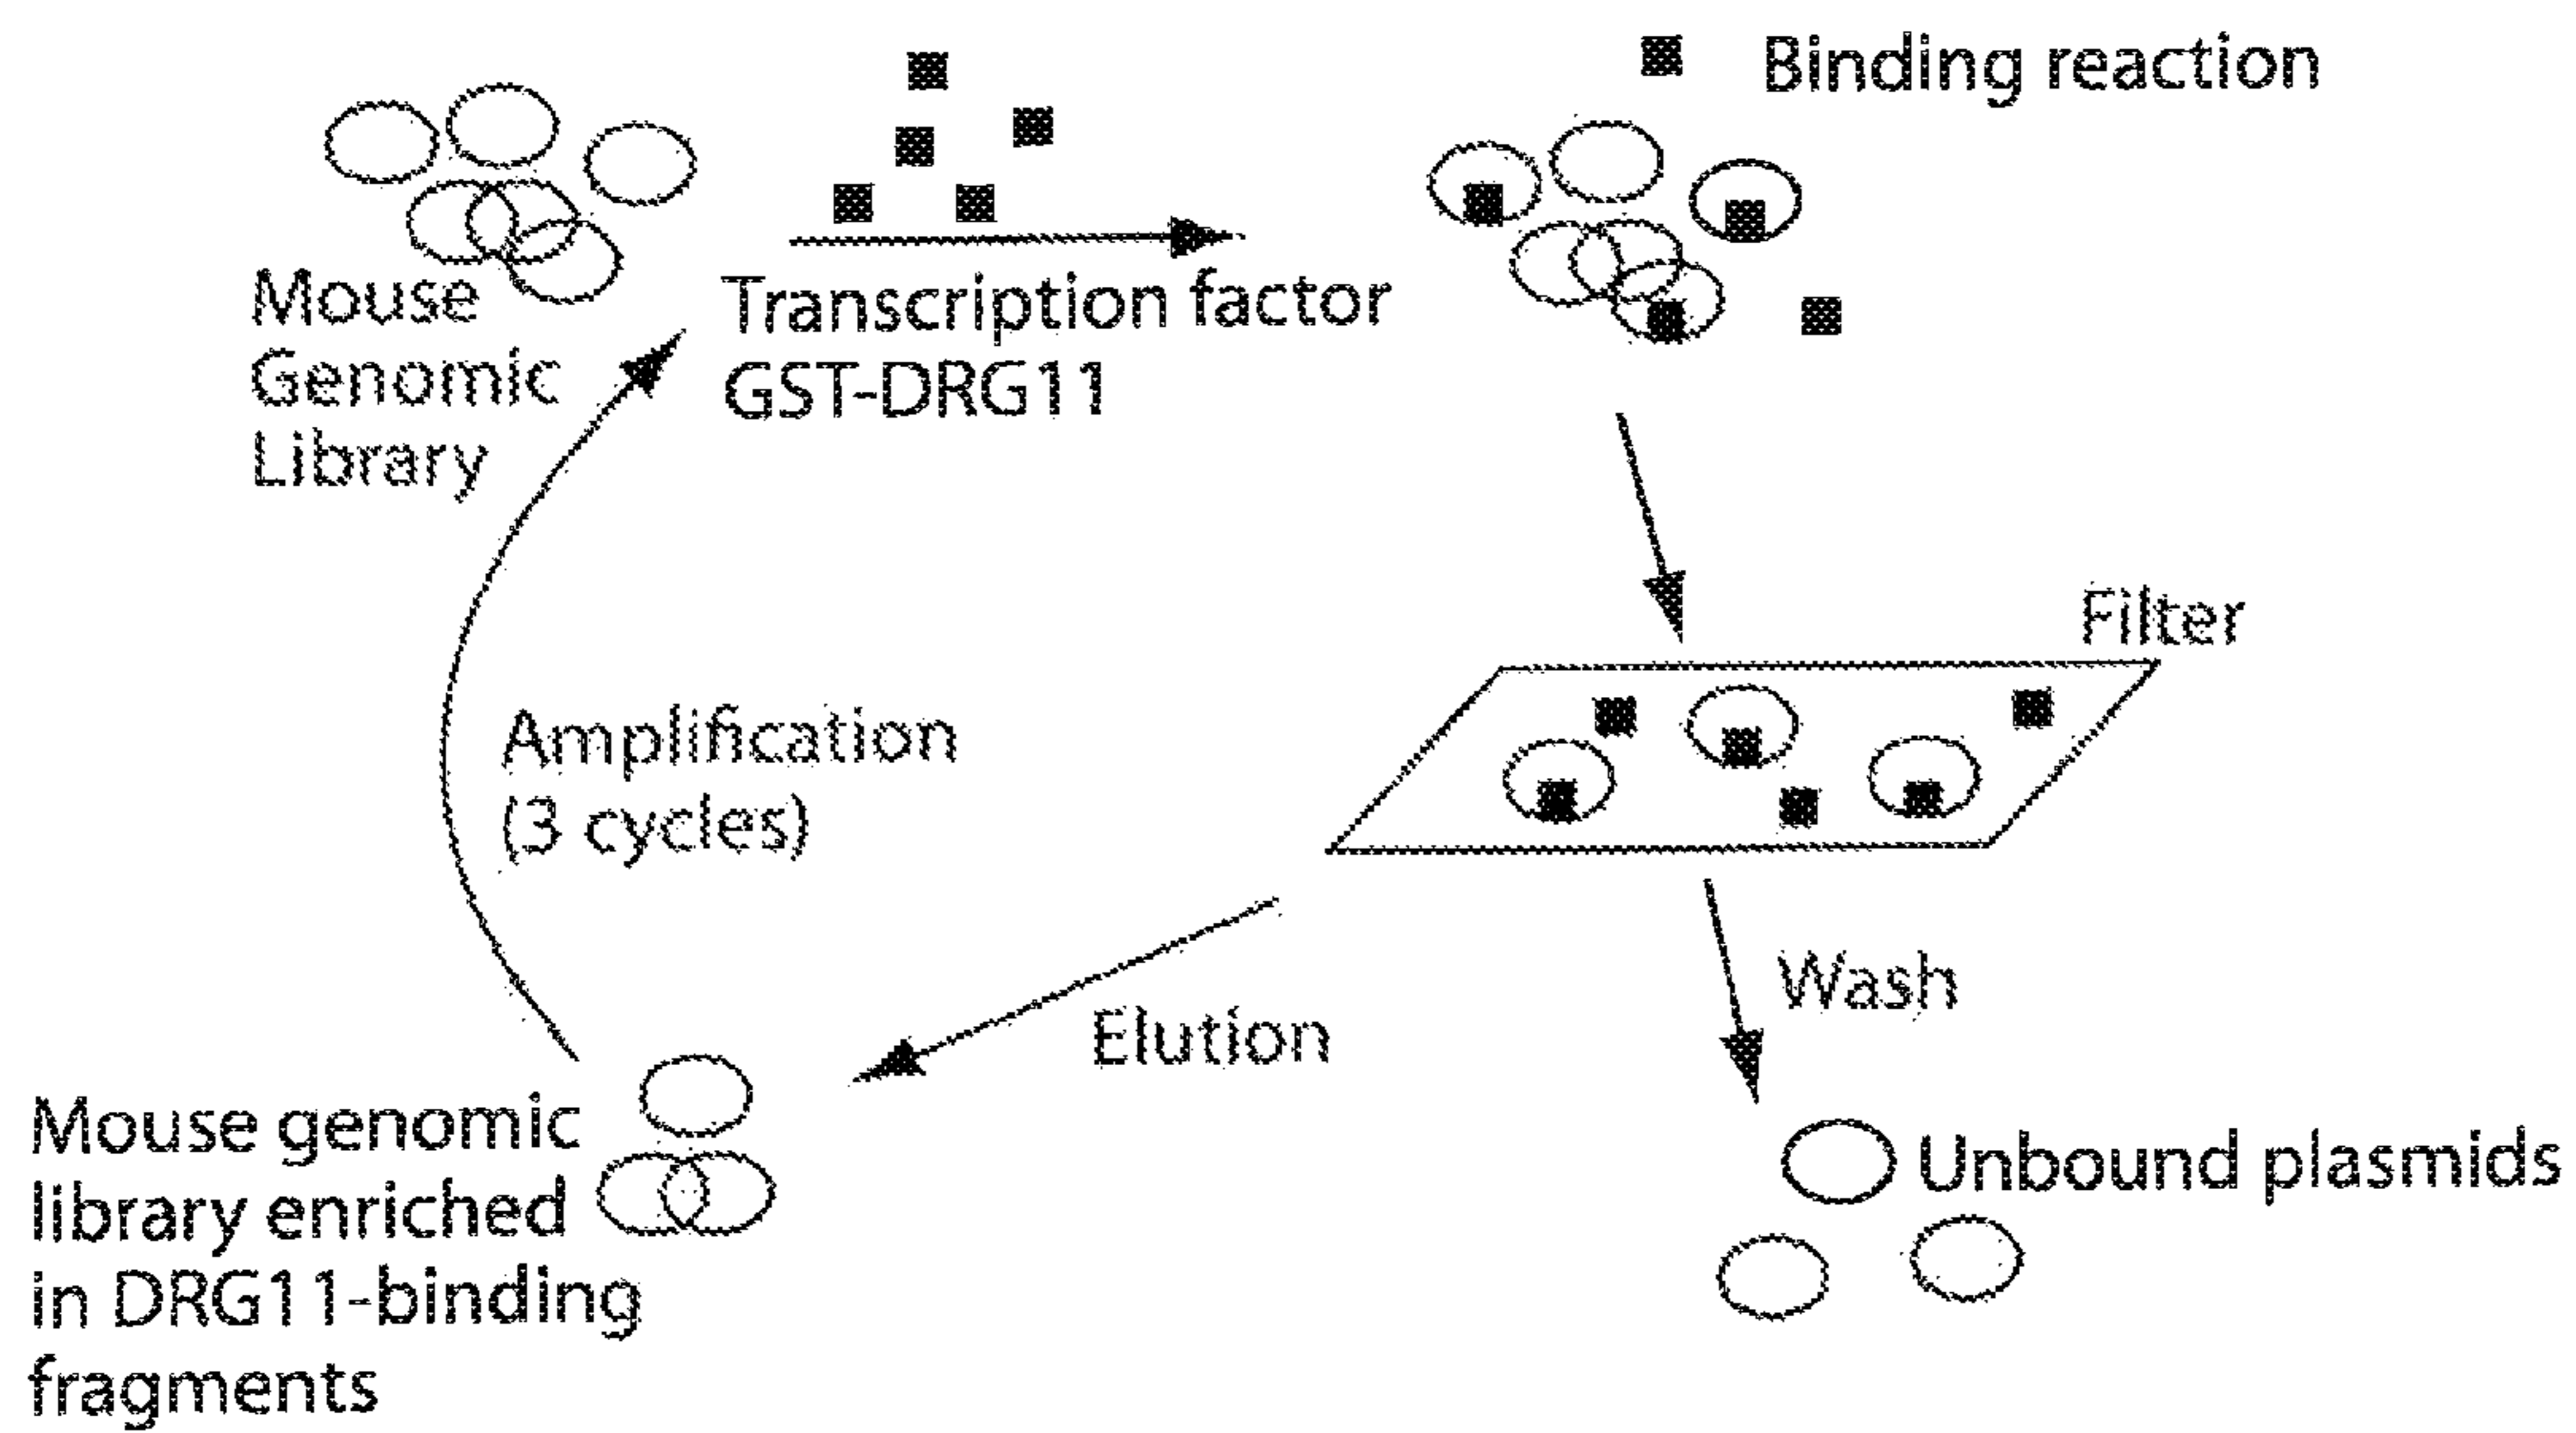 Binding reaction
Mouse
Genomic
Library
Transcription factor
GST-DRG11
Filter
Amplification
(3 cycles)
Wash
Elution
Mouse genomic
library enriched
in DRG11-binding
fragments
Unbound plasmids